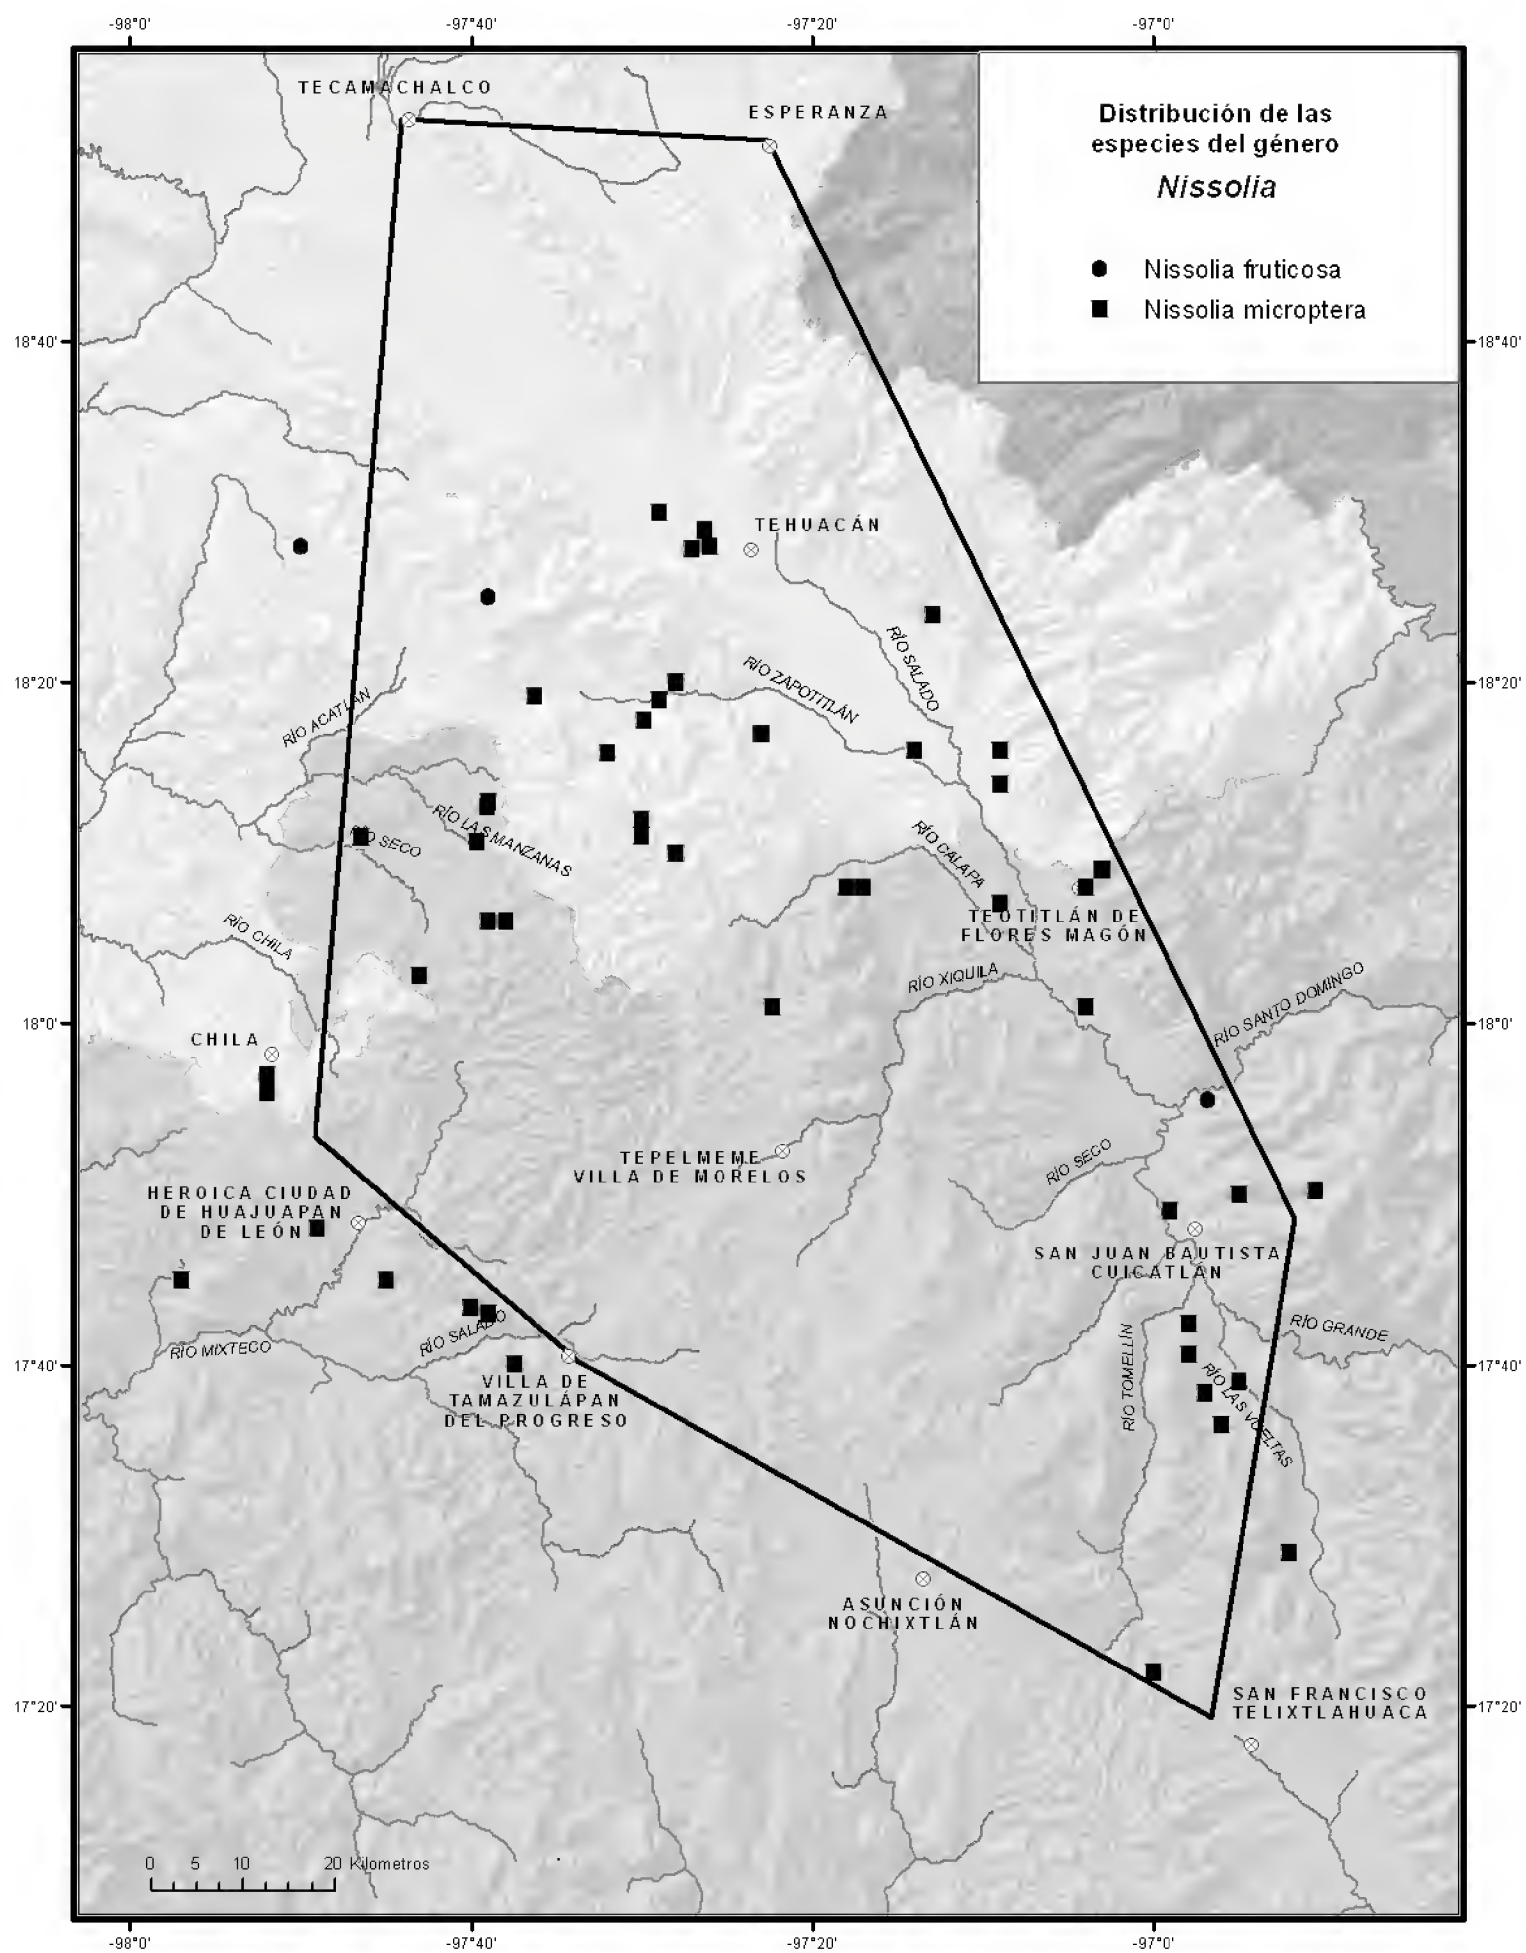 -98°0'
-97°40'
-97°20'
-97°0'
TECAMACHALCO
ESPERANZA
Distribución de las
especies del género
Nissolia
Nissolia fruticosa
Nissolia microptera
18°40'
18°40'
TEHUACÁN
RÍO SALADO
RÍO ZAPOTITLÁN
18°20'
18°20'
RÍO ACATLÁN
RÍO LAS MANZANAS
RÍO SECO
RÍO CALAPA
TEOTITLÁN DE
FLORES MAGÓN
RÍO CHILA
RÍO XIQUILA
RÍO SANTO DOMINGO
18°0'
18°0'
CHILA
TEPELMEME
VILLA DE MORELOS
RÍO SECO
HEROICA CIUDAD
DE HUAJUAPAN
DE LEÓN
SAN JUAN BAUTISTA
CUICATLÁN
RÍO SALADO
RÍO MIXTECO
RÍO TOMELLÍN
RÍO GRANDE
17°40'
17°40'
RÍO LAS VUELTAS
VILLA DE
TAMAZULÁPAN
DEL PROGRESO
ASUNCIÓN
NOCHIXTLÁN
17°20'
17°20'
SAN FRANCISCO
TELIXTLAHUACA
0 5 10 20 Kilometros
-98°0'
-97°40'
-97°20'
-97°0'